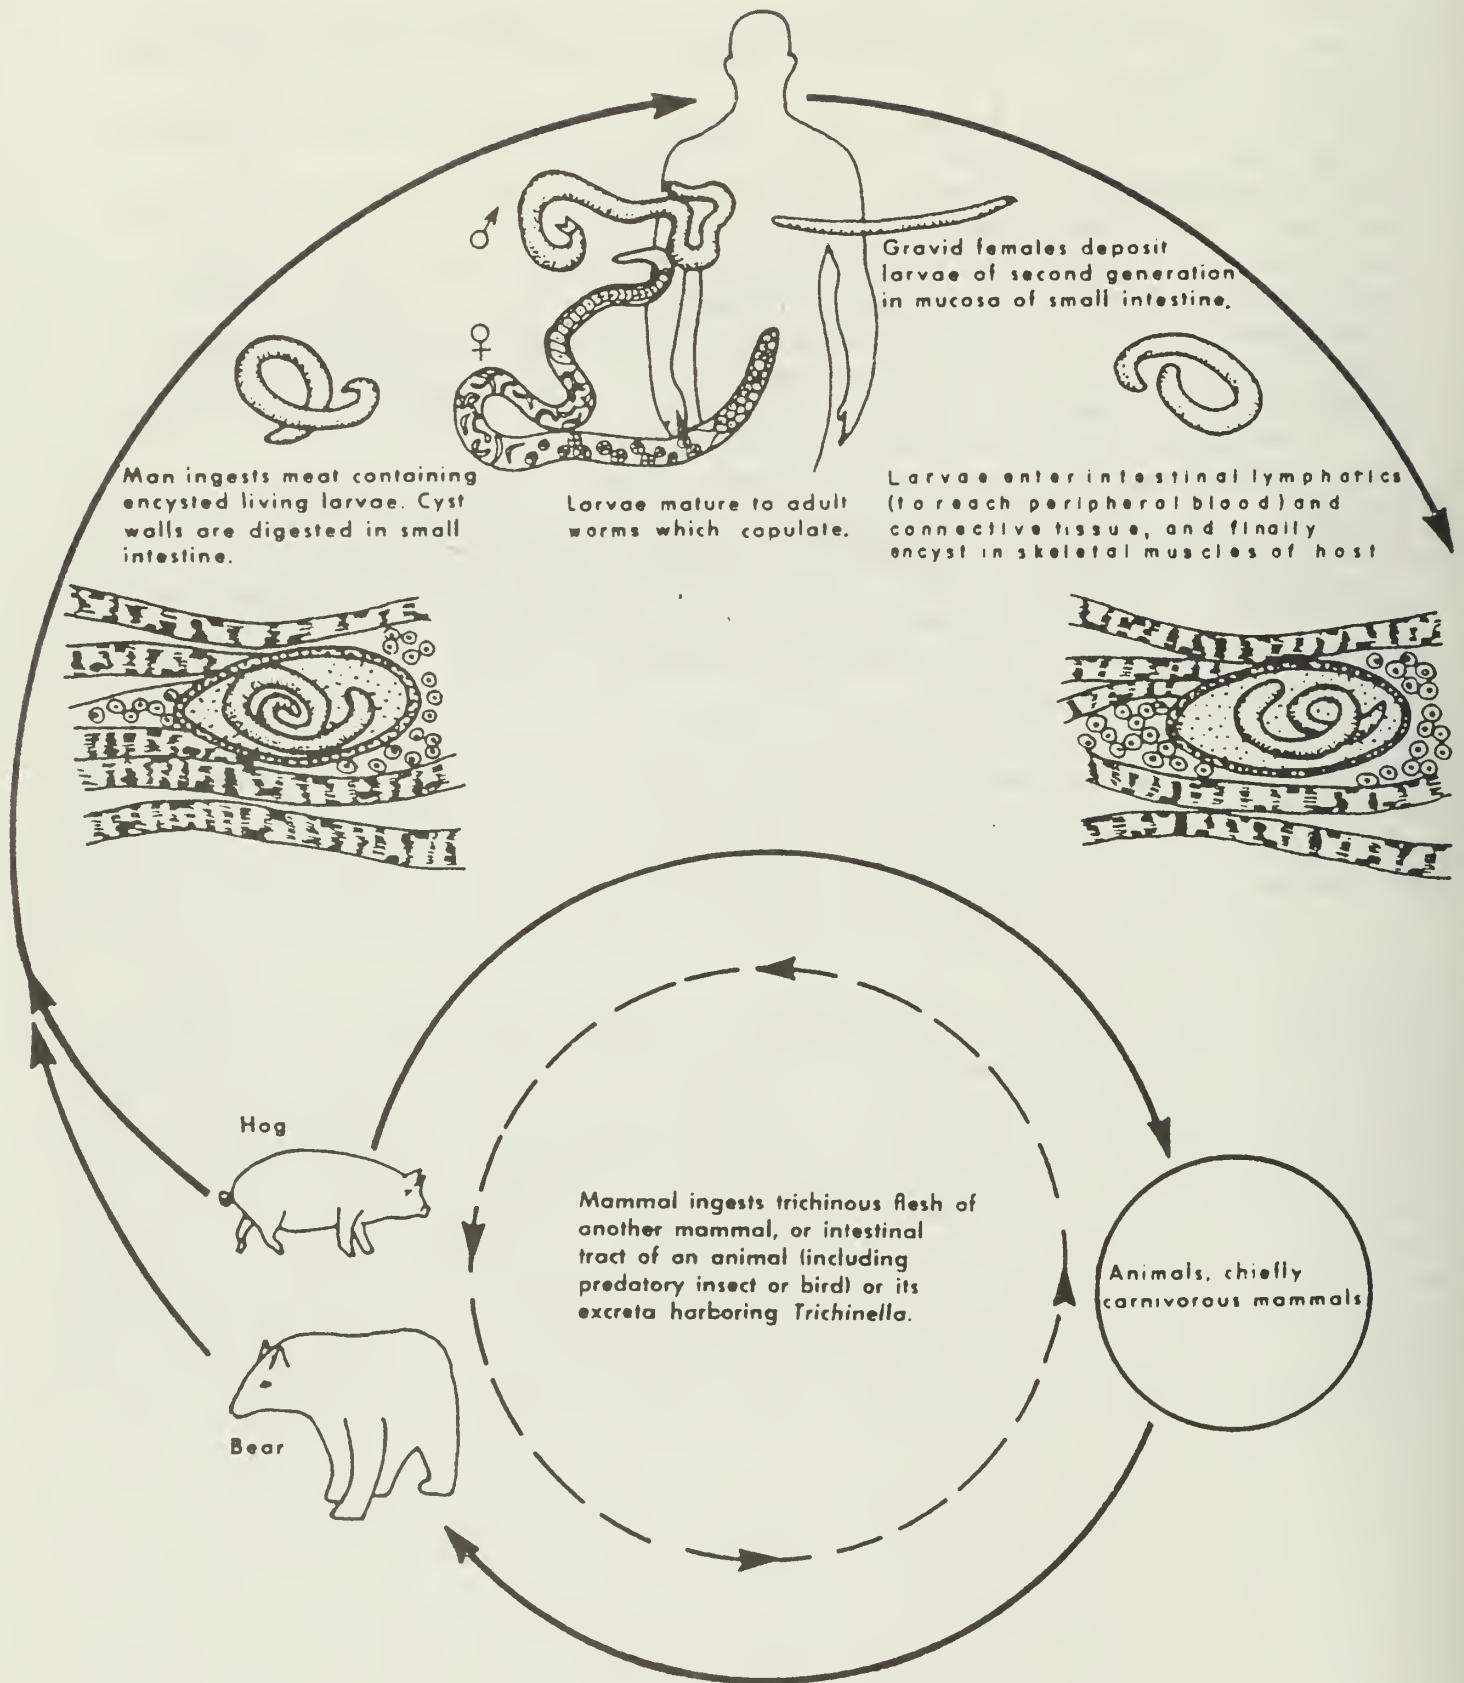 Gravid females deposit
larvae of second generation
in mucosa of small intestine.
♂
♀
Man ingests meat containing
encysted living larvae. Cyst
walls are digested in small
intestine.
Larvae mature to adult
worms which copulate.
Larvae enter intestinal lymphatics
(to reach peripheral blood) and
connective tissue, and finally
encyst in skeletal muscles of host
Hog
Mammal ingests trichinous flesh of
another mammal, or intestinal
tract of an animal (including
predatory insect or bird) or its
excreta harboring Trichinella.
Animals, chiefly
carnivorous mammals
Bear